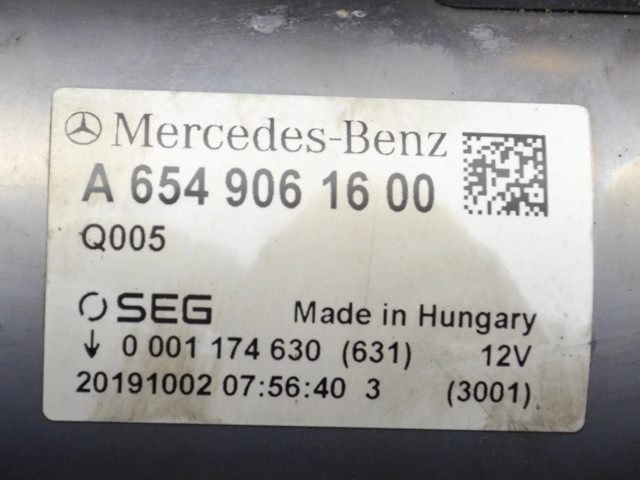 Mercedes-Benz
A 654 906 16 00
Q005
SEG Made in Hungary
↓ 0 001 174 630 (631) 12V
20191002 07:56:40 3 (3001)